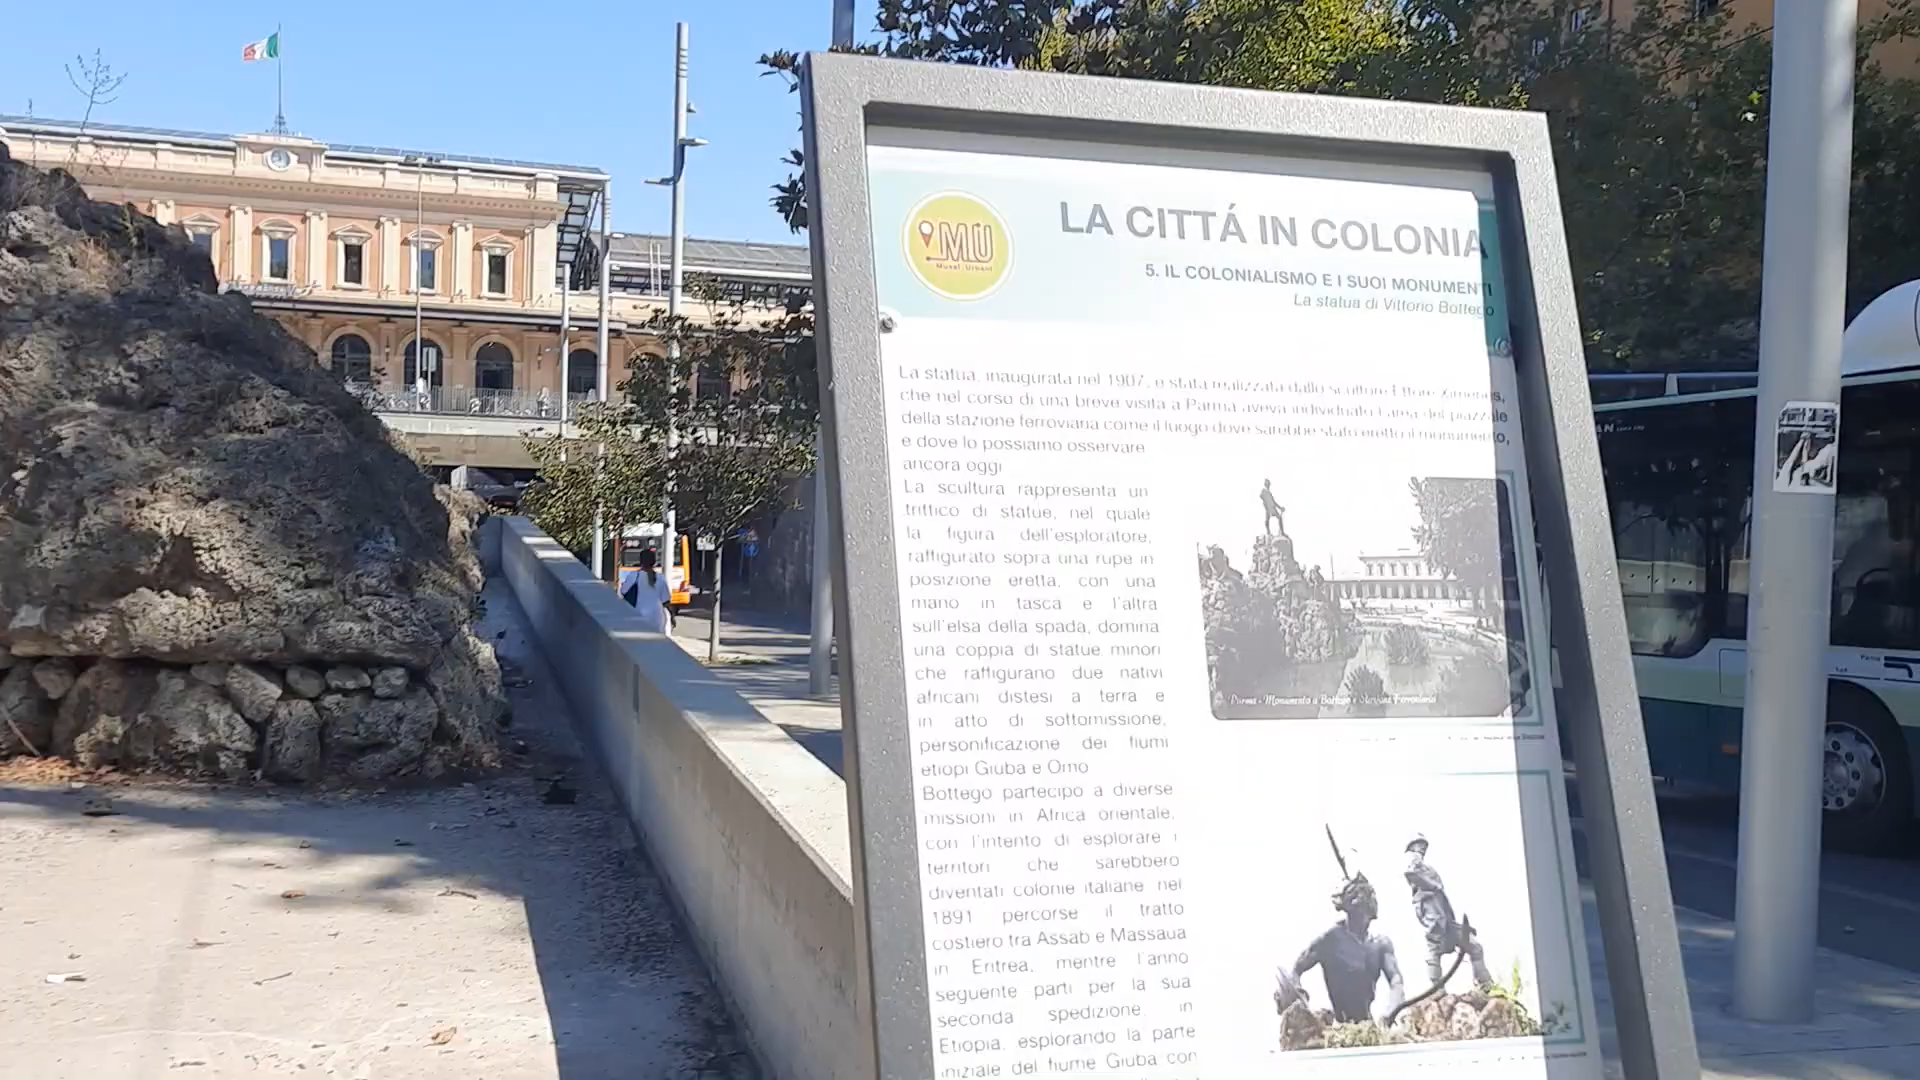 MÚ
Musei Urbani
LA CITTÁ IN COLONIA
5. IL COLONIALISMO E I SUOI MONUMENTI
La statua di Vittorio Bottego
La statua, inaugurata nel 1907, è stata realizzata dallo scultore Ettore Ximenes,
che nel corso di una breve visita a Parma aveva individuato l'area del piazzale
della stazione ferroviaria come il luogo dove sarebbe stato eretto il monumento,
e dove lo possiamo osservare
ancora oggi
La scultura rappresenta un
trittico di statue, nel quale
la figura dell'esploratore,
raffigurato sopra una rupe in
posizione eretta, con una
mano in tasca e l'altra
sull'elsa della spada, domina
una coppia di statue minori
che raffigurano due nativi
africani distesi a terra e
in atto di sottomissione,
personificazione dei fiumi
etiopi Giuba e Omo
Bottego partecipò a diverse
missioni in Africa orientale,
con l'intento di esplorare i
territori che sarebbero
diventati colonie italiane nel
1891 percorse il tratto
costiero tra Assab e Massaua
in Eritrea, mentre l'anno
seguente partì per la sua
seconda spedizione, in
Etiopia, esplorando la parte
iniziale del fiume Giuba con
Parma - Monumento a Bottego e Stazione Ferroviaria